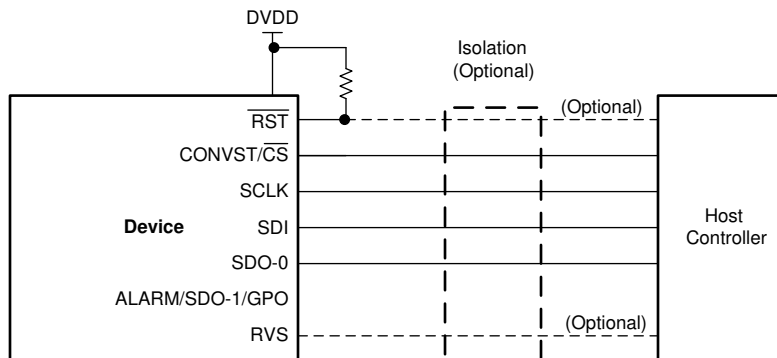 DVDD
Isolation
(Optional)
RST
(Optional)
CONVST/CS
SCLK
Device
SDI
Host
Controller
SDO-0
ALARM/SDO-1/GPO
RVS
(Optional)